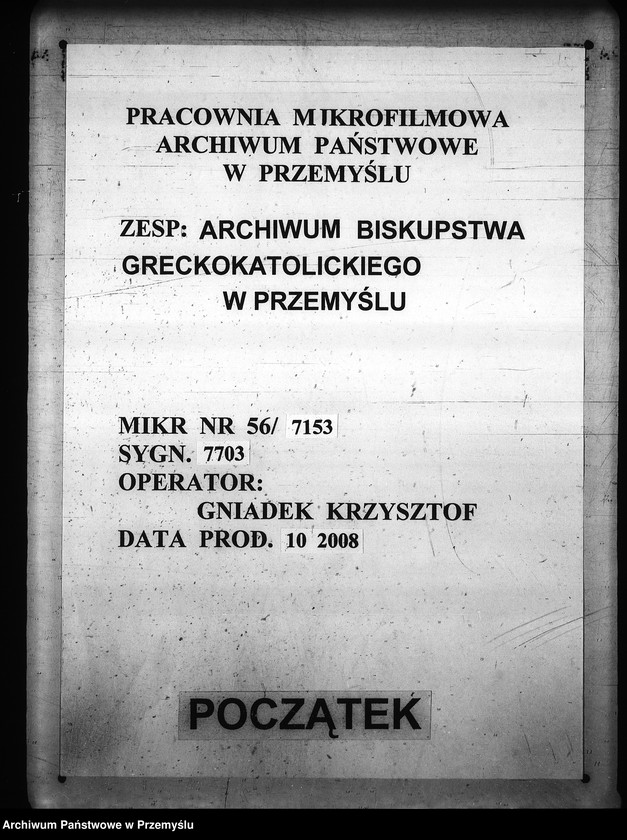 PRACOWNIA MIKROFILMOWA
ARCHIWUM PAŃSTWOWE
W PRZEMYŚLU
ZESP: ARCHIWUM BISKUPSTWA
GRECKOKATOLICKIEGO
W PRZEMYŚLU
MIKR NR 56/ 7153
SYGN. 7703
OPERATOR:
GNIADEK KRZYSZTOF
DATA PROD. 10 2008
POCZĄTEK
Archiwum Państwowe w Przemyślu